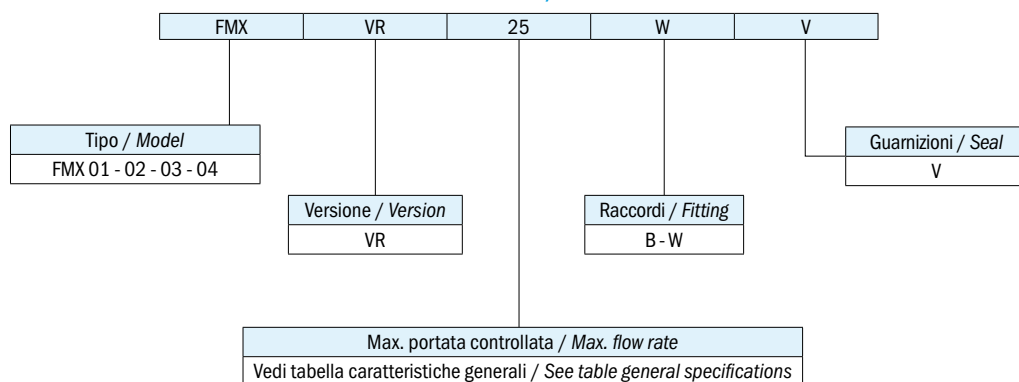 FMX VR 25 W V
Tipo / Model
FMX 01 - 02 - 03 - 04
Guarnizioni / Seal
V
Versione / Version
VR
Raccordi / Fitting
B - W
Max. portata controllata / Max. flow rate
Vedi tabella caratteristiche generali / See table general specifications